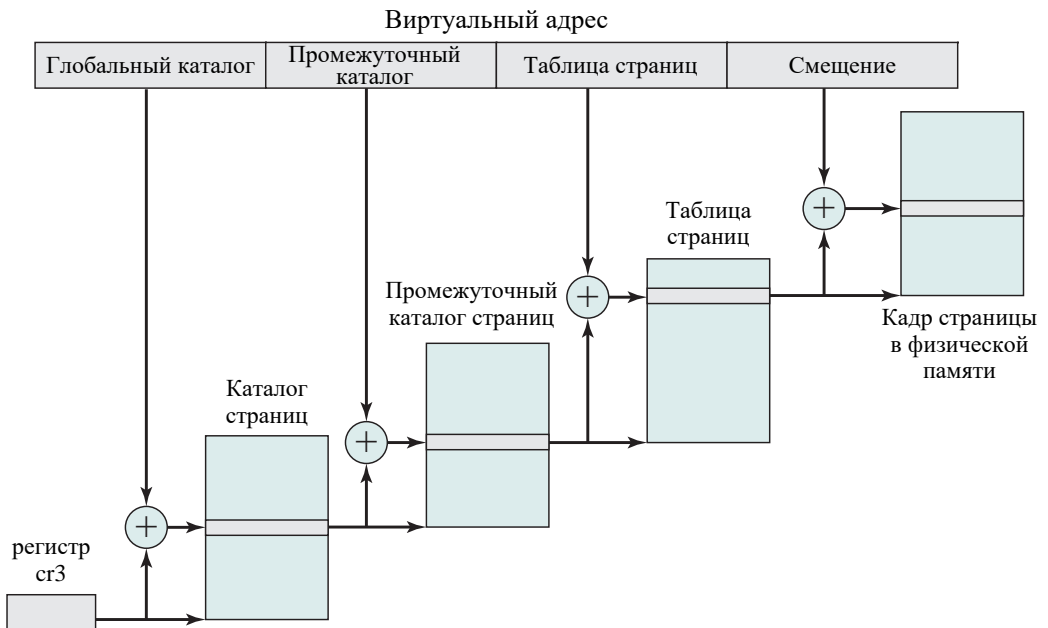 Виртуальный адрес
Глобальный каталог
Промежуточный
каталог
Таблица страниц
Смещение
Таблица
страниц
Промежуточный
каталог страниц
Кадр страницы
в физической
памяти
Каталог
страниц
регистр
cr3
+
+
+
+